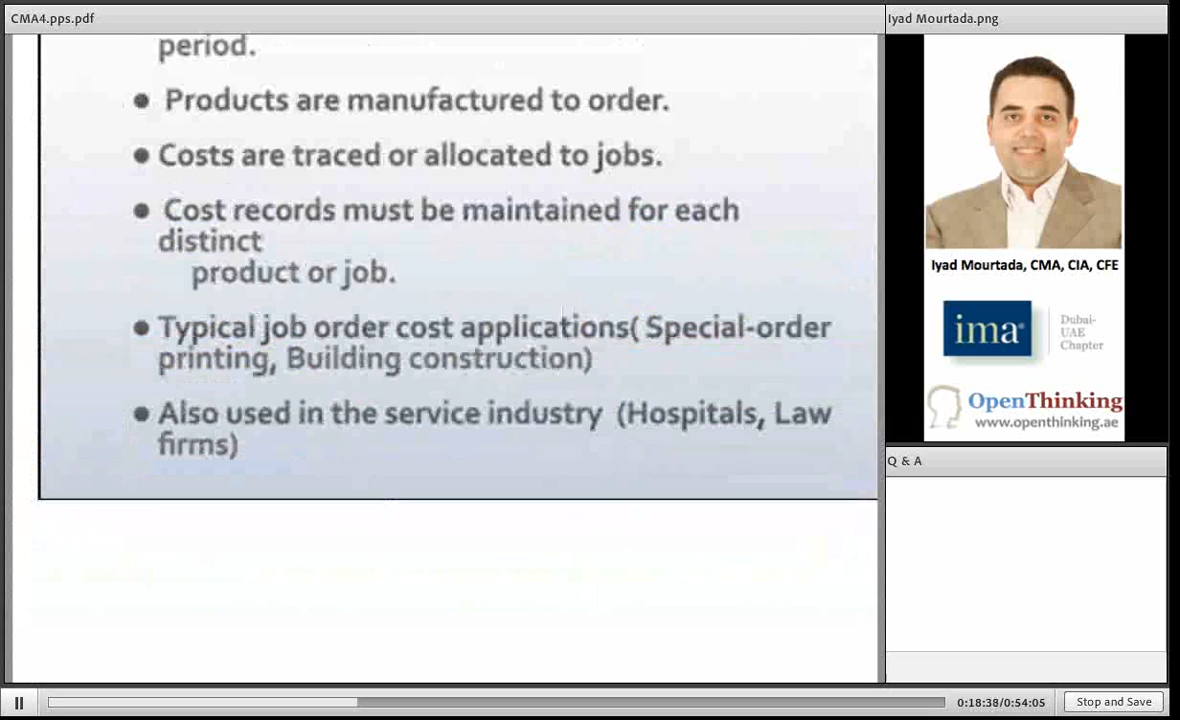 CMA4.pps.pdf
period.
● Products are manufactured to order.
● Costs are traced or allocated to jobs.
● Cost records must be maintained for each
distinct
product or job.
● Typical job order cost applications( Special-order
printing, Building construction)
● Also used in the service industry (Hospitals, Law
firms)
Iyad Mourtada.png
Iyad Mourtada, CMA, CIA, CFE
ima®
Dubai-
UAE
Chapter
OpenThinking
www.openthinking.ae
Q & A
0:18:38/0:54:05
Stop and Save